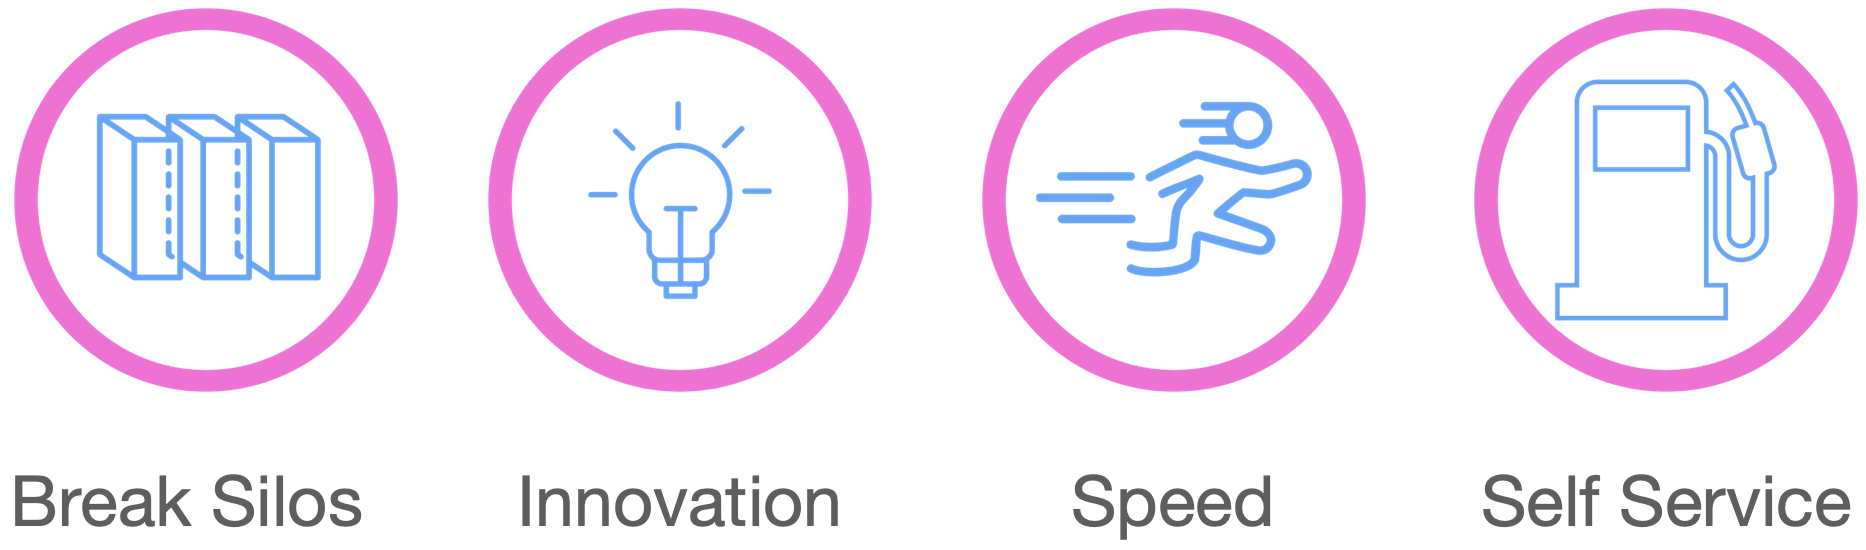 Break Silos
Innovation
Speed
Self Service